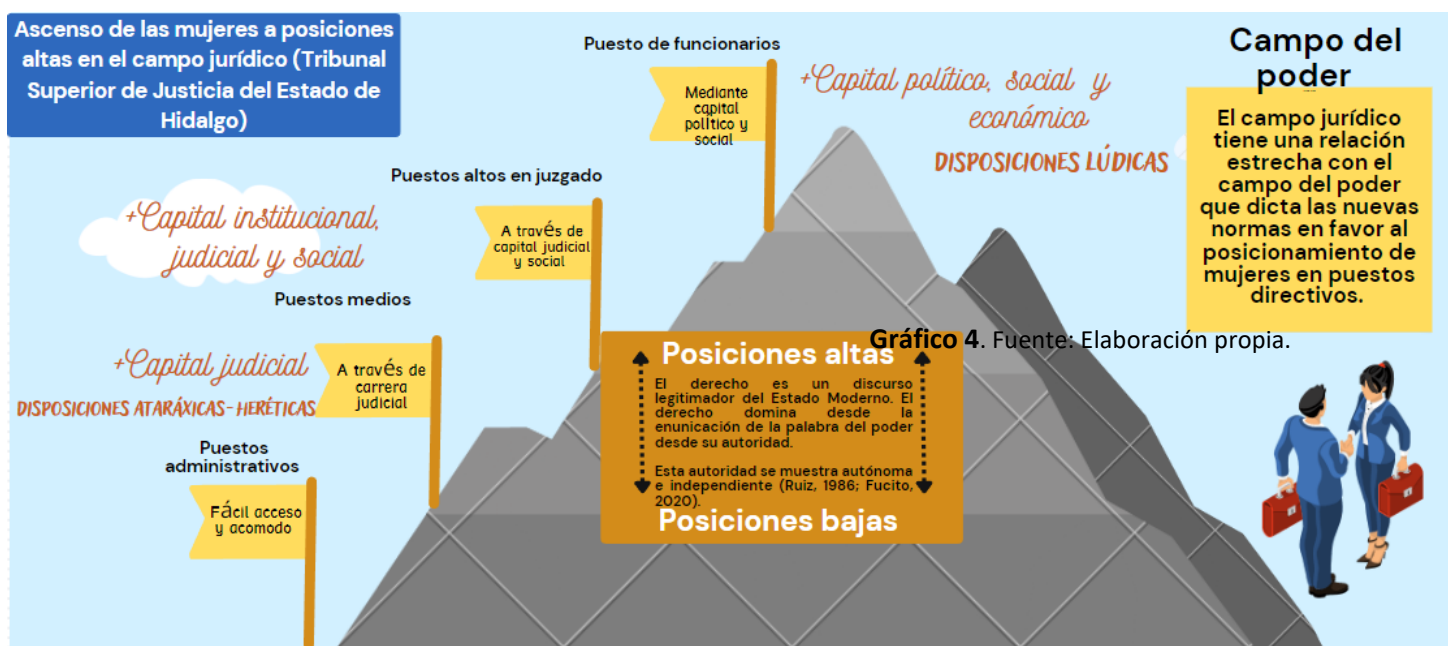 Ascenso de las mujeres a posiciones
altas en el campo jurídico (Tribunal
Superior de Justicia del Estado de
Hidalgo)
Puesto de funcionarios
Mediante
capital
político y
social
+Capital político, social y
económico
DISPOSICIONES LÚDICAS
Campo del
poder
El campo jurídico
tiene una relación
estrecha con el
campo del poder
que dicta las nuevas
normas en favor al
posicionamiento de
mujeres en puestos
directivos.
Puestos altos en juzgado
A través de
capital judicial
y social
+Capital institucional,
judicial y social
Puestos medios
A través de
carrera
judicial
+Capital judicial
DISPOSICIONES ATARÁXICAS-HERÉTICAS
Puestos
administrativos
Fácil acceso
y acomodo
Gráfico 4. Fuente: Elaboración propia.
Posiciones altas
El derecho es un discurso
legitimador del Estado Moderno. El
derecho domina desde la
enunicación de la palabra del poder
desde su autoridad.
Esta autoridad se muestra autónoma
e independiente (Ruiz, 1986; Fucito,
2020).
Posiciones bajas